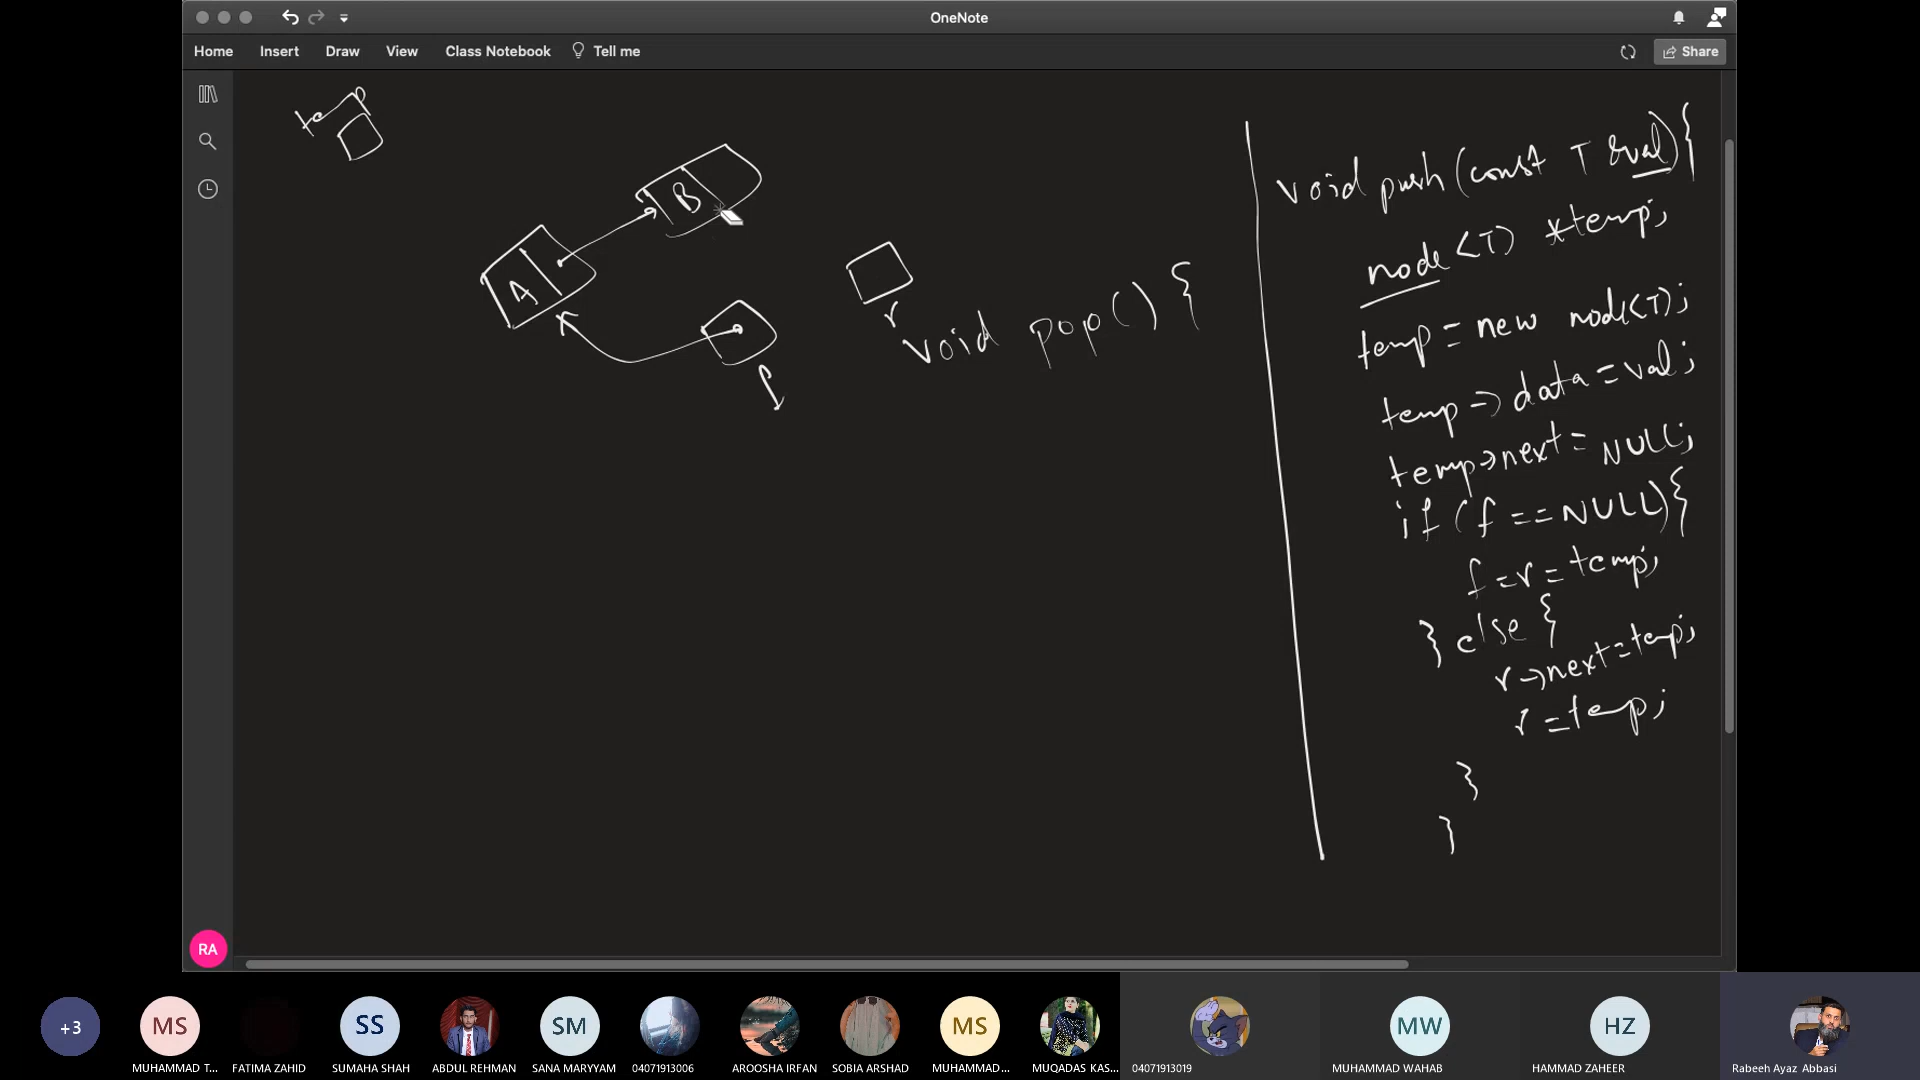 OneNote
Home Insert Draw View Class Notebook Tell me
Share
temp
B
A
r
f
void pop() {
void push(const T &val){
node<T> *temp;
temp = new node<T>;
temp->data = val;
temp->next = NULL;
if (f == NULL){
f = r = temp;
} else {
r->next = temp;
r = temp;
}
}
RA
+3 MS SS SM MS MW HZ
MUHAMMAD T... FATIMA ZAHID SUMAHA SHAH ABDUL REHMAN SANA MARYYAM 04071913006 AROOSHA IRFAN SOBIA ARSHAD MUHAMMAD... MUQADAS KAS... 04071913019 MUHAMMAD WAHAB HAMMAD ZAHEER Rabeeh Ayaz Abbasi